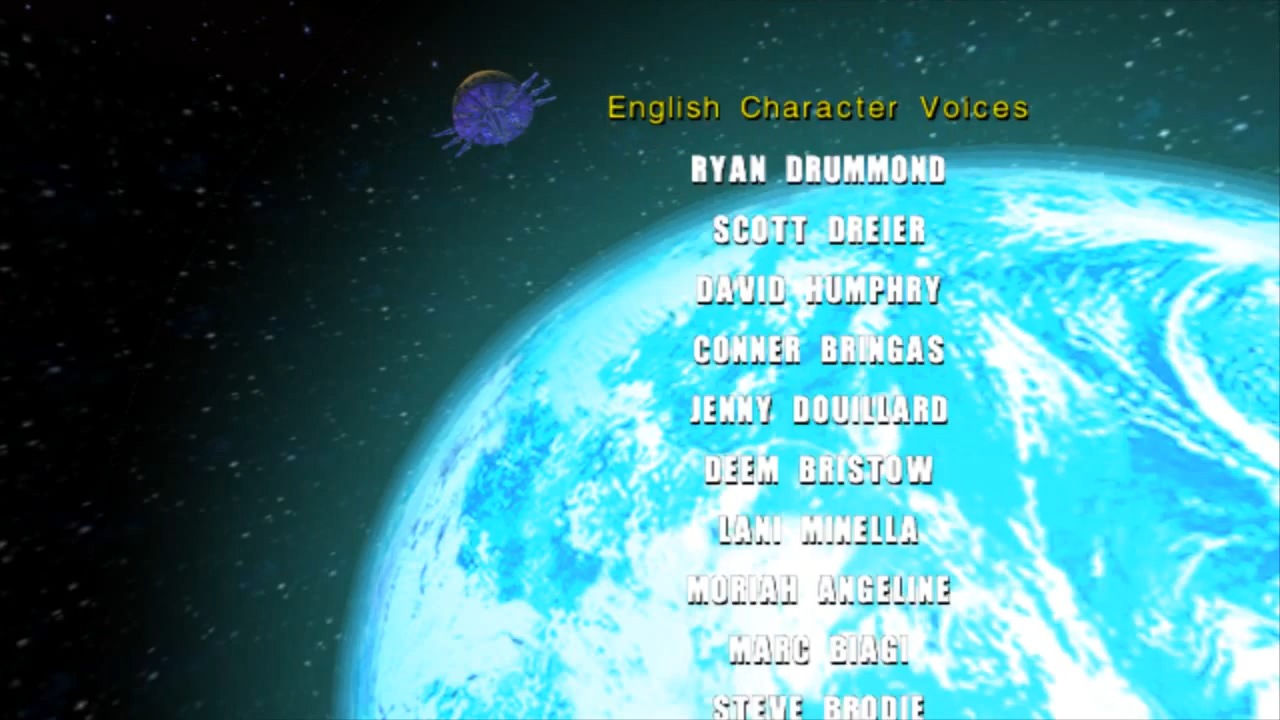 English Character Voices
RYAN DRUMMOND
SCOTT DREIER
DAVID HUMPHRY
CONNER BRINGAS
JENNY DOUILLARD
DEEM BRISTOW
LANI MINELLA
MORIAH ANGELINE
MARC BIAGI
STEVE BRODIE